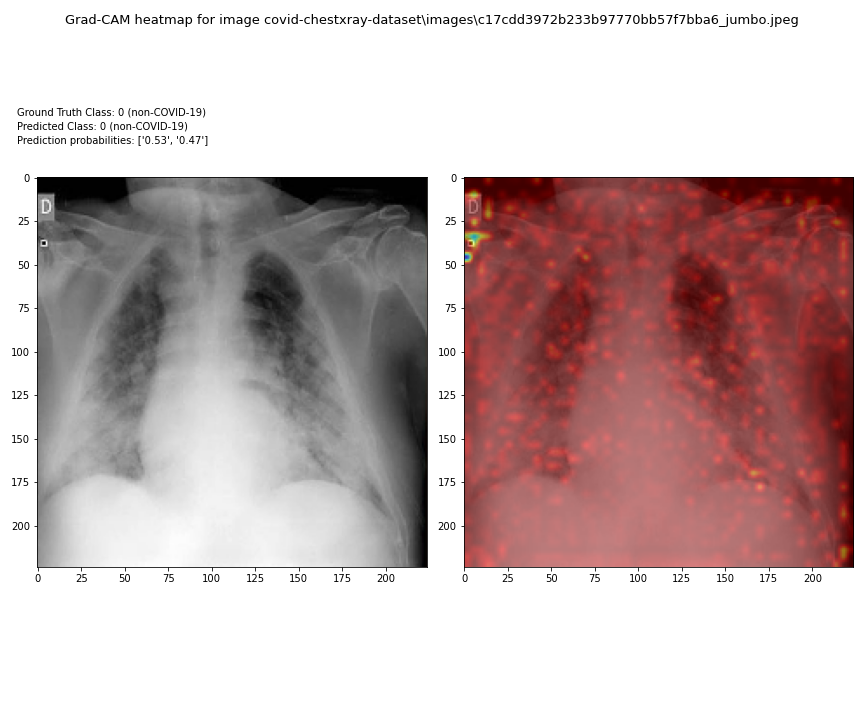 Grad-CAM heatmap for image covid-chestxray-dataset\images\c17cdd3972b233b97770bb57f7bba6_jumbo.jpeg
Ground Truth Class: 0 (non-COVID-19)
Predicted Class: 0 (non-COVID-19)
Prediction probabilities: ['0.53', '0.47']
0
25
50
75
100
125
150
175
200
0 25 50 75 100 125 150 175 200
D
0
25
50
75
100
125
150
175
200
0 25 50 75 100 125 150 175 200
D